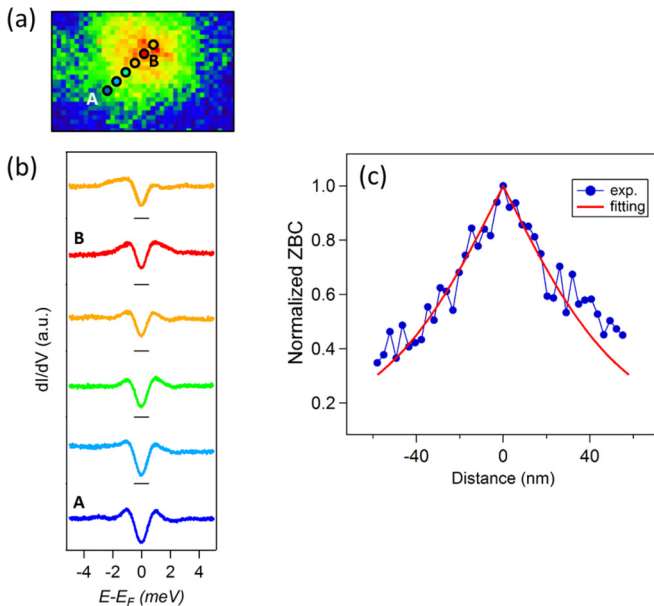 (a)
A
B
(b)
B
A
dI/dV (a.u.)
-4 -2 0 2 4
E-E_F (meV)
(c)
1.0
0.8
0.6
0.4
0.2
Normalized ZBC
exp.
fitting
-40 0 40
Distance (nm)